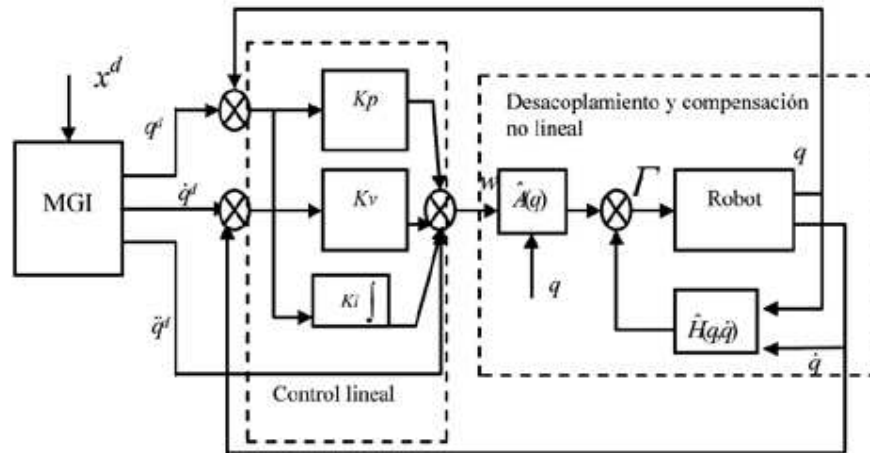 x^d
MGI
q^d
q̇^d
q̈^d
Kp
Kv
Ki ∫
Control lineal
w
Desacoplamiento y compensación
no lineal
Â(q)
q
Γ
Robot
q
Ĥ(q,q̇)
q̇